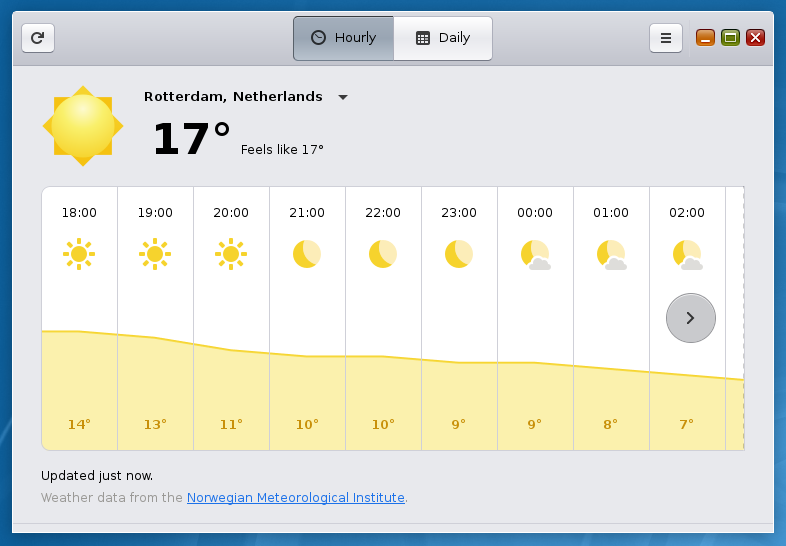 Hourly Daily
Rotterdam, Netherlands
17°
Feels like 17°
18:00 19:00 20:00 21:00 22:00 23:00 00:00 01:00 02:00
14° 13° 11° 10° 10° 9° 9° 8° 7°
Updated just now.
Weather data from the Norwegian Meteorological Institute.